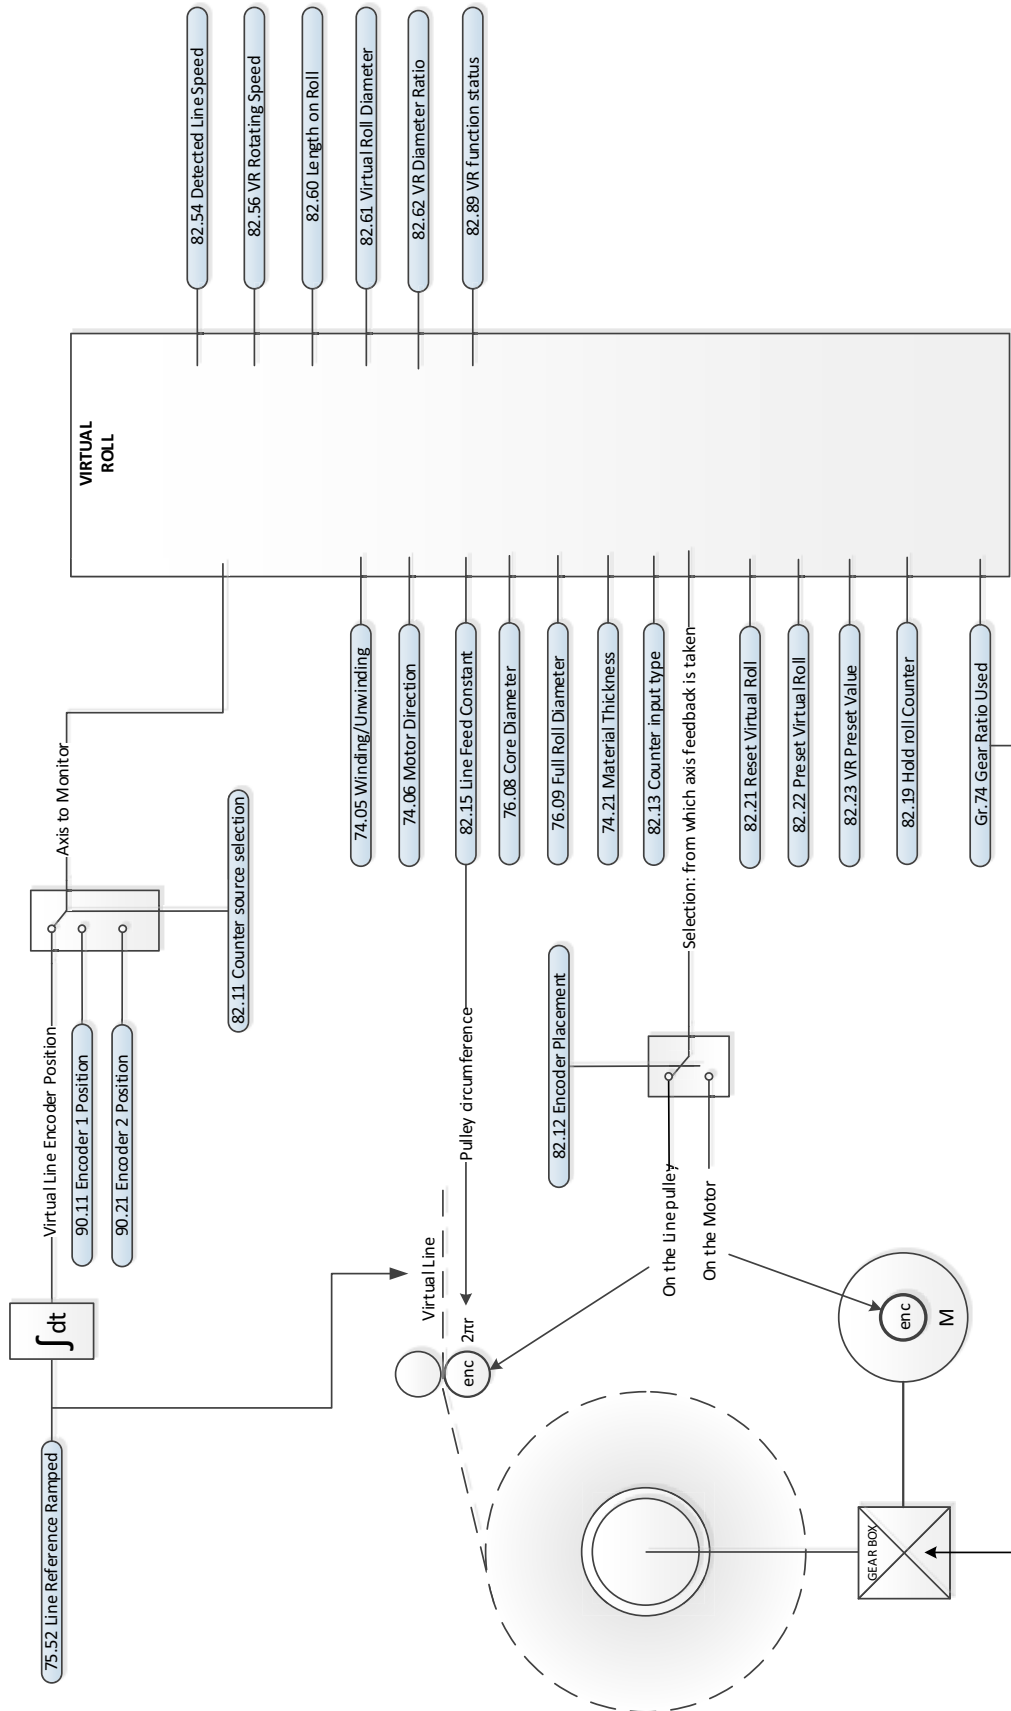 75.52 Line Reference Ramped
∫dt
Virtual Line Encoder Position
90.11 Encoder 1 Position
90.21 Encoder 2 Position
82.11 Counter source selection
Axis to Monitor
VIRTUAL
ROLL
82.54 Detected Line Speed
82.56 VR Rotating Speed
82.60 Length on Roll
82.61 Virtual Roll Diameter
82.62 VR Diameter Ratio
82.89 VR function status
74.05 Winding/Unwinding
74.06 Motor Direction
82.15 Line Feed Constant
76.08 Core Diameter
76.09 Full Roll Diameter
74.21 Material Thickness
82.13 Counter input type
Selection: from which axis feedback is taken
82.21 Reset Virtual Roll
82.22 Preset Virtual Roll
82.23 VR Preset Value
82.19 Hold roll Counter
Gr.74 Gear Ratio Used
Virtual Line
enc
2πr
Pulley circumference
82.12 Encoder Placement
On the Line pulley
On the Motor
enc
M
GEAR BOX